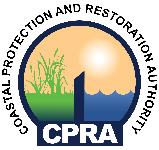 COASTAL PROTECTION AND RESTORATION AUTHORITY
CPRA